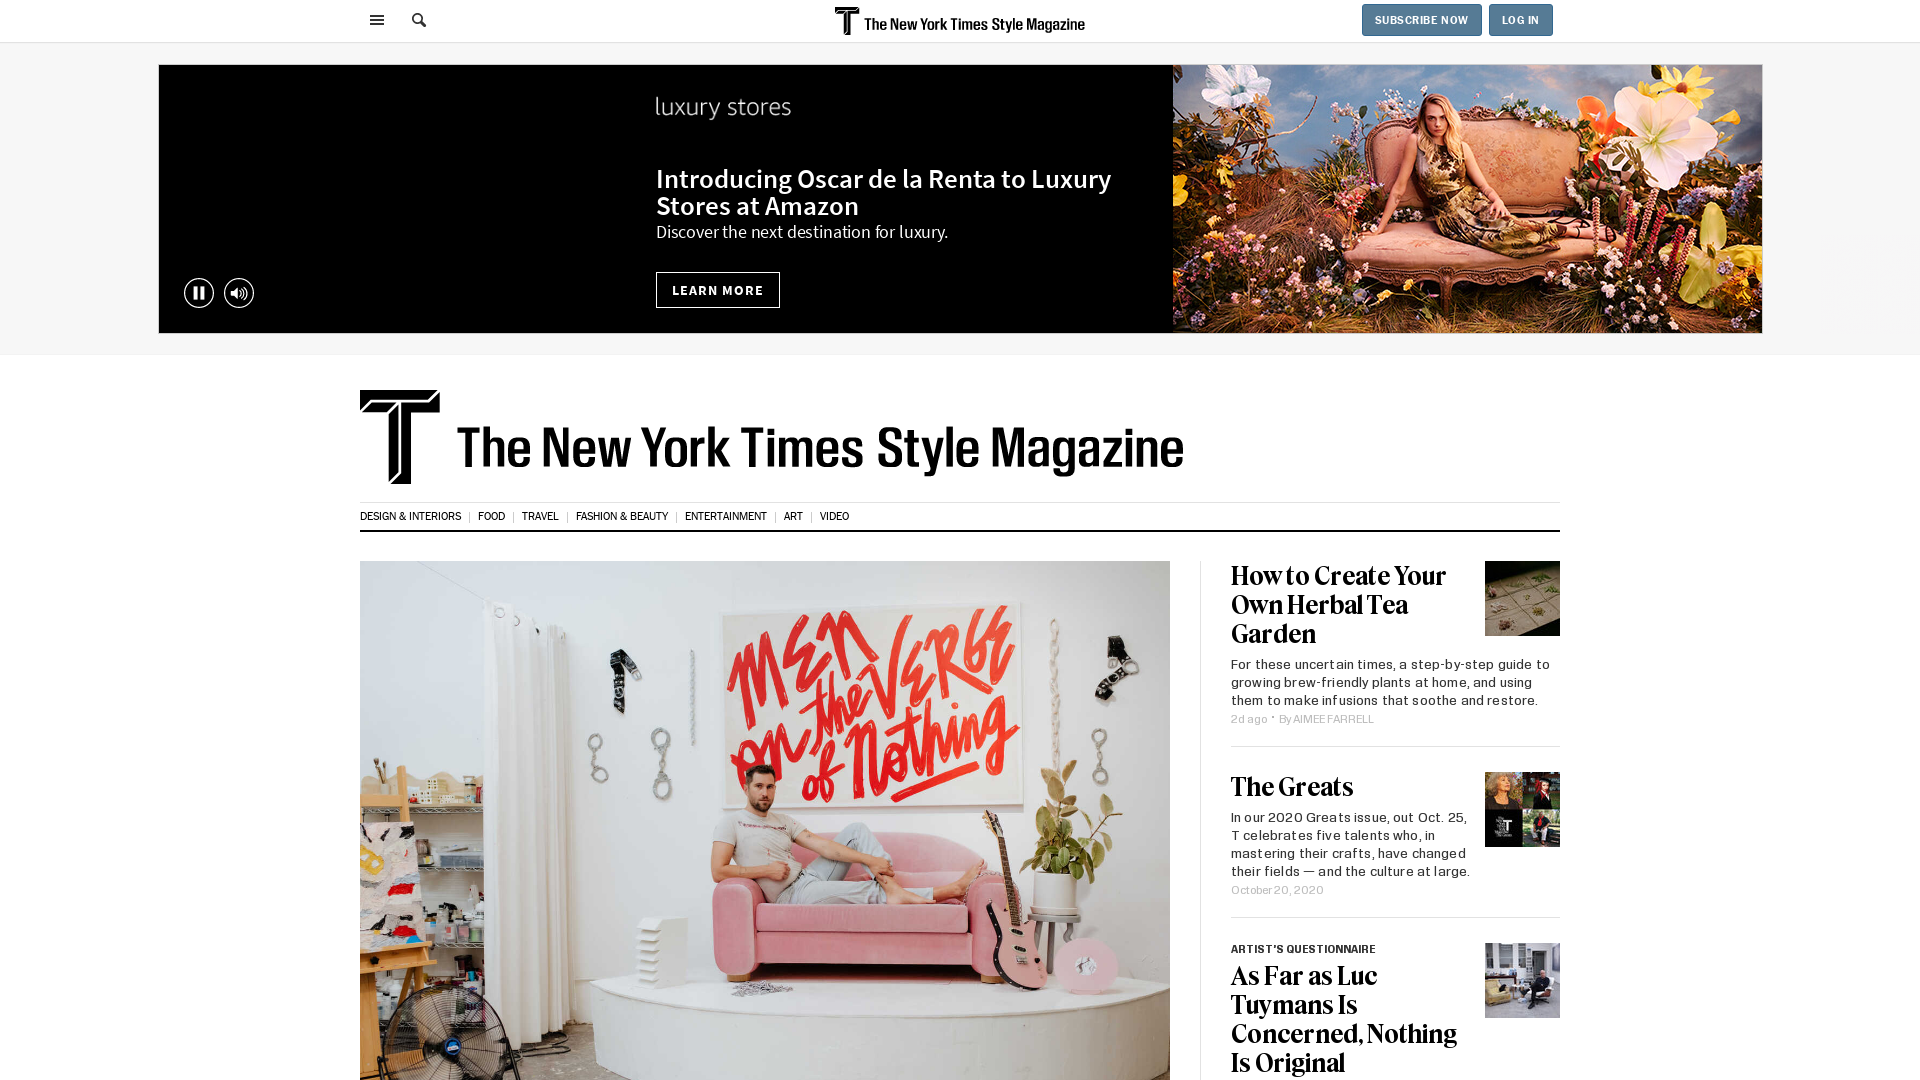 The New York Times Style Magazine
SUBSCRIBE NOW
LOG IN
luxury stores
Introducing Oscar de la Renta to Luxury
Stores at Amazon
Discover the next destination for luxury.
LEARN MORE
T The New York Times Style Magazine
DESIGN & INTERIORS
FOOD
TRAVEL
FASHION & BEAUTY
ENTERTAINMENT
ART
VIDEO
MEN
on the VERGE
of Nothing
How to Create Your
Own Herbal Tea
Garden
For these uncertain times, a step-by-step guide to
growing brew-friendly plants at home, and using
them to make infusions that soothe and restore.
2d ago · By AIMEE FARRELL
The Greats
In our 2020 Greats issue, out Oct. 25,
T celebrates five talents who, in
mastering their crafts, have changed
their fields — and the culture at large.
October 20, 2020
ARTIST'S QUESTIONNAIRE
As Far as Luc
Tuymans Is
Concerned, Nothing
Is Original